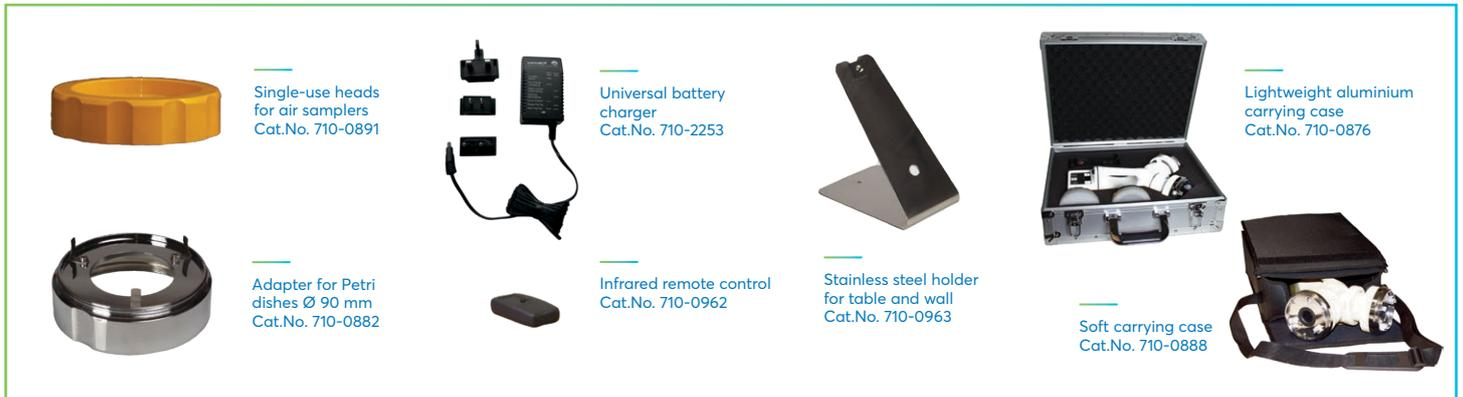 Single-use heads
for air samplers
Cat.No. 710-0891
Universal battery
charger
Cat.No. 710-2253
Lightweight aluminium
carrying case
Cat.No. 710-0876
Adapter for Petri
dishes Ø 90 mm
Cat.No. 710-0882
Infrared remote control
Cat.No. 710-0962
Stainless steel holder
for table and wall
Cat.No. 710-0963
Soft carrying case
Cat.No. 710-0888